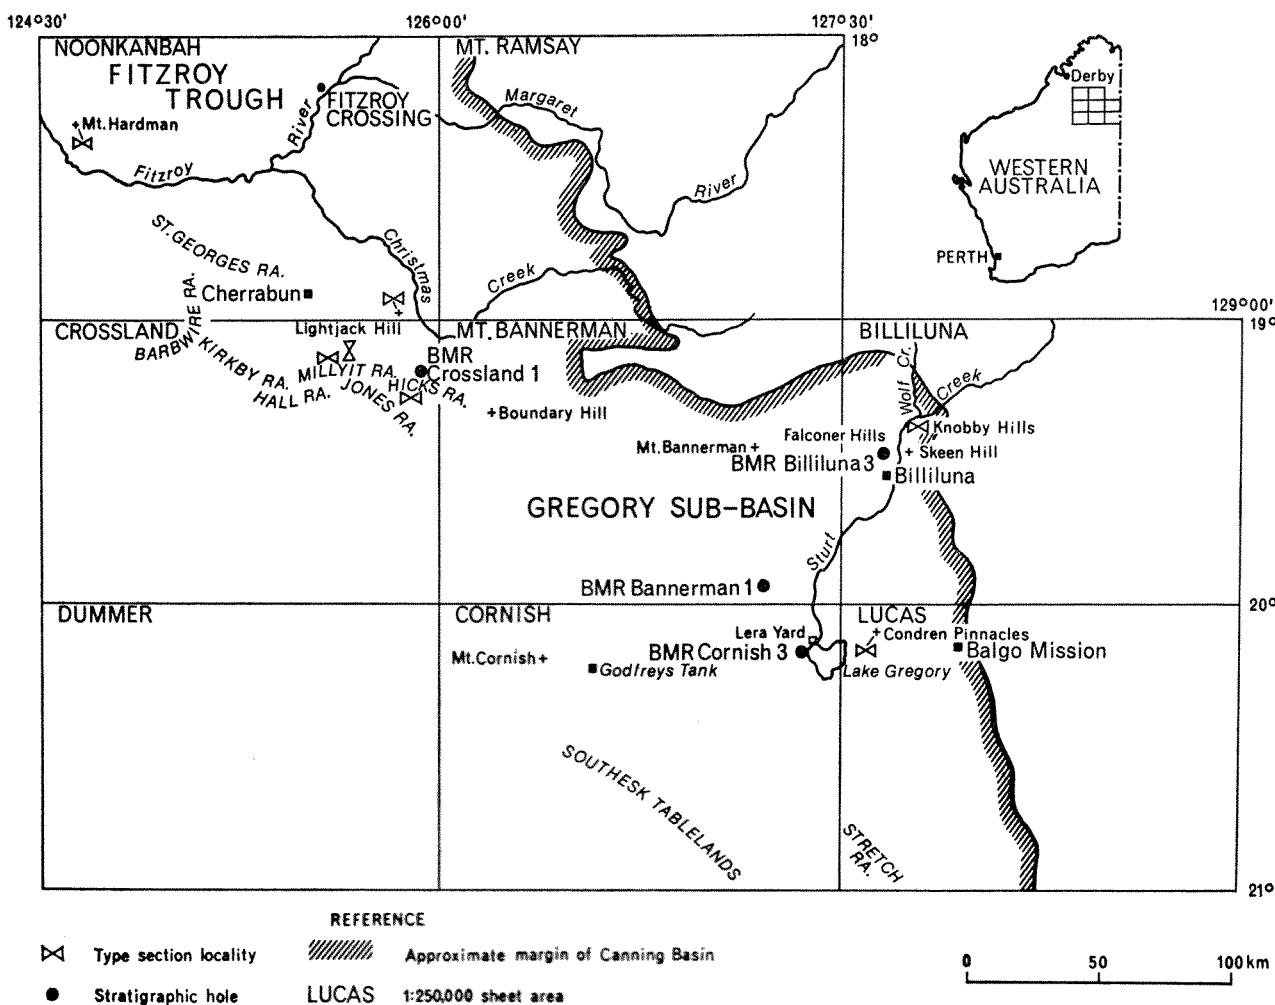 124°30'
126°00'
127°30'
NOONKANBAH
MT. RAMSAY
18°
FITZROY
TROUGH
FITZROY
CROSSING
Margaret
Derby
Mt. Hardman
River
Fitzroy
River
WESTERN
AUSTRALIA
ST. GEORGES RA.
Christmas
Creek
PERTH
Cherrabun
BARBWIRE RA.
129°00'
CROSSLAND
Lightjack Hill
MT. BANNERMAN
BILLILUNA
19°
KIRKBY RA.
MILLYIT RA.
BMR
Crossland 1
Wolf Cr.
Creek
HALL RA.
JONES RA.
HICKS RA.
Boundary Hill
Knobby Hills
Mt. Bannerman
Falconer Hills
Skeen Hill
BMR Billiluna 3
Billiluna
GREGORY SUB-BASIN
Sturt
BMR Bannerman 1
DUMMER
CORNISH
LUCAS
20°
Lera Yard
Condren Pinnacles
Mt. Cornish
BMR Cornish 3
Balgo Mission
Godfreys Tank
Lake Gregory
SOUTHESK TABLELANDS
STRETCH
RA.
21°
REFERENCE
Type section locality
Approximate margin of Canning Basin
Stratigraphic hole
LUCAS 1:250,000 sheet area
0 50 100 km